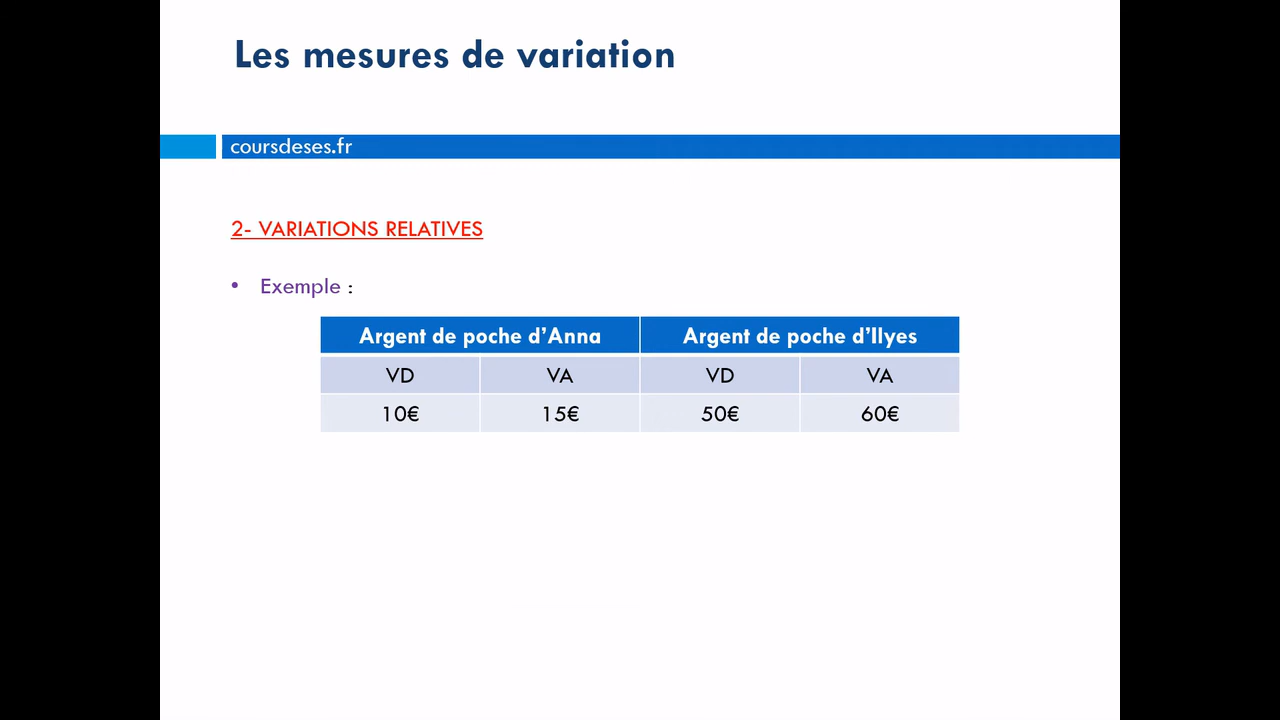 Les mesures de variation
coursdeses.fr
2- VARIATIONS RELATIVES
• Exemple :
Argent de poche d’Anna Argent de poche d’Ilyes
VD VA VD VA
10€ 15€ 50€ 60€